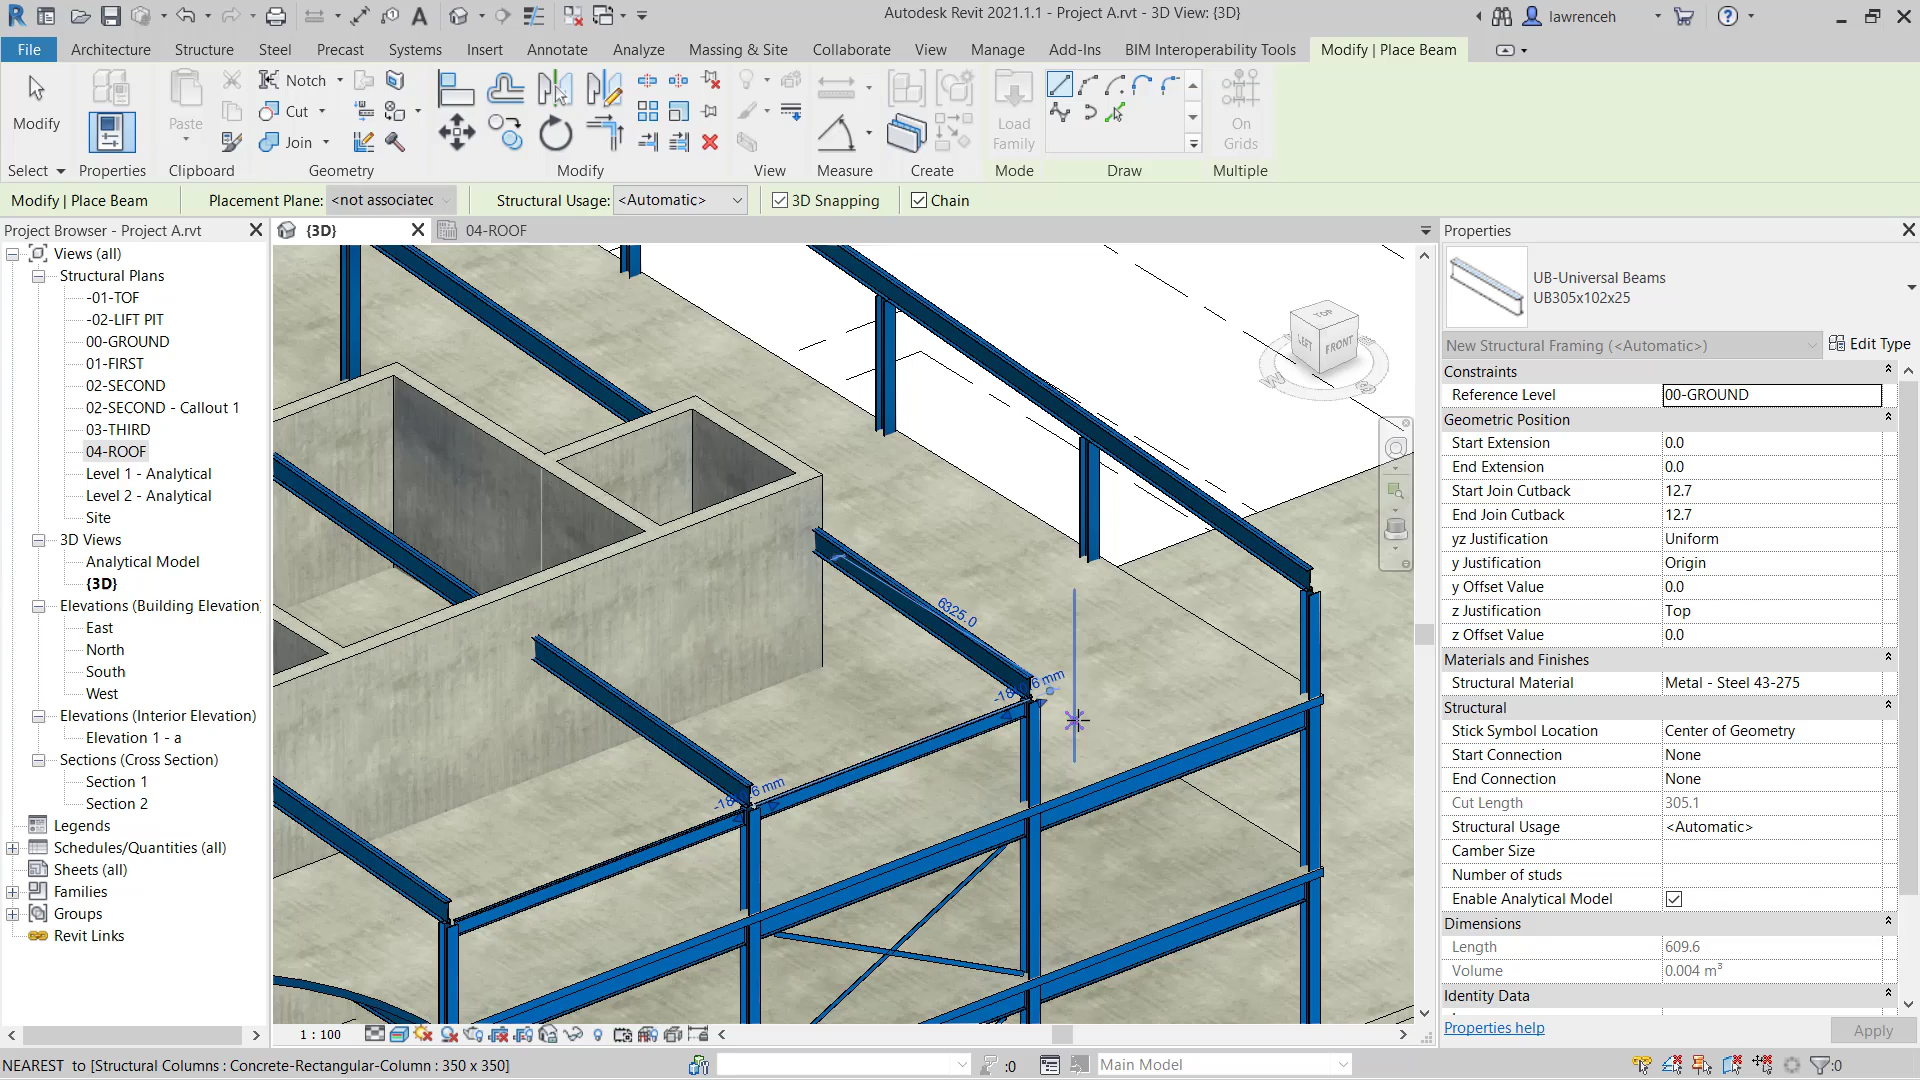 Autodesk Revit 2021.1.1 - Project A.rvt - 3D View: {3D}
lawrenceh
File
Architecture
Structure
Steel
Precast
Systems
Insert
Annotate
Analyze
Massing & Site
Collaborate
View
Manage
Add-Ins
BIM Interoperability Tools
Modify | Place Beam
Modify
Paste
Notch
Cut
Join
Load
Family
On
Grids
Select
Properties
Clipboard
Geometry
Modify
View
Measure
Create
Mode
Draw
Multiple
Modify | Place Beam
Placement Plane: <not associated
Structural Usage: <Automatic>
3D Snapping
Chain
Project Browser - Project A.rvt
Views (all)
Structural Plans
-01-TOF
-02-LIFT PIT
00-GROUND
01-FIRST
02-SECOND
02-SECOND - Callout 1
03-THIRD
04-ROOF
Level 1 - Analytical
Level 2 - Analytical
Site
3D Views
Analytical Model
{3D}
Elevations (Building Elevation)
East
North
South
West
Elevations (Interior Elevation)
Elevation 1 - a
Sections (Cross Section)
Section 1
Section 2
Legends
Schedules/Quantities (all)
Sheets (all)
Families
Groups
Revit Links
{3D}
04-ROOF
TOP
LEFT
FRONT
W
S
6325.0
6 mm
6 mm
1 : 100
Properties
UB-Universal Beams
UB305x102x25
New Structural Framing (<Automatic>)
Edit Type
Constraints
Reference Level 00-GROUND
Geometric Position
Start Extension 0.0
End Extension 0.0
Start Join Cutback 12.7
End Join Cutback 12.7
yz Justification Uniform
y Justification Origin
y Offset Value 0.0
z Justification Top
z Offset Value 0.0
Materials and Finishes
Structural Material Metal - Steel 43-275
Structural
Stick Symbol Location Center of Geometry
Start Connection None
End Connection None
Cut Length 305.1
Structural Usage <Automatic>
Camber Size
Number of studs
Enable Analytical Model
Dimensions
Length 609.6
Volume 0.004 m³
Identity Data
Properties help
Apply
NEAREST to [Structural Columns : Concrete-Rectangular-Column : 350 x 350]
:0
Main Model
:0